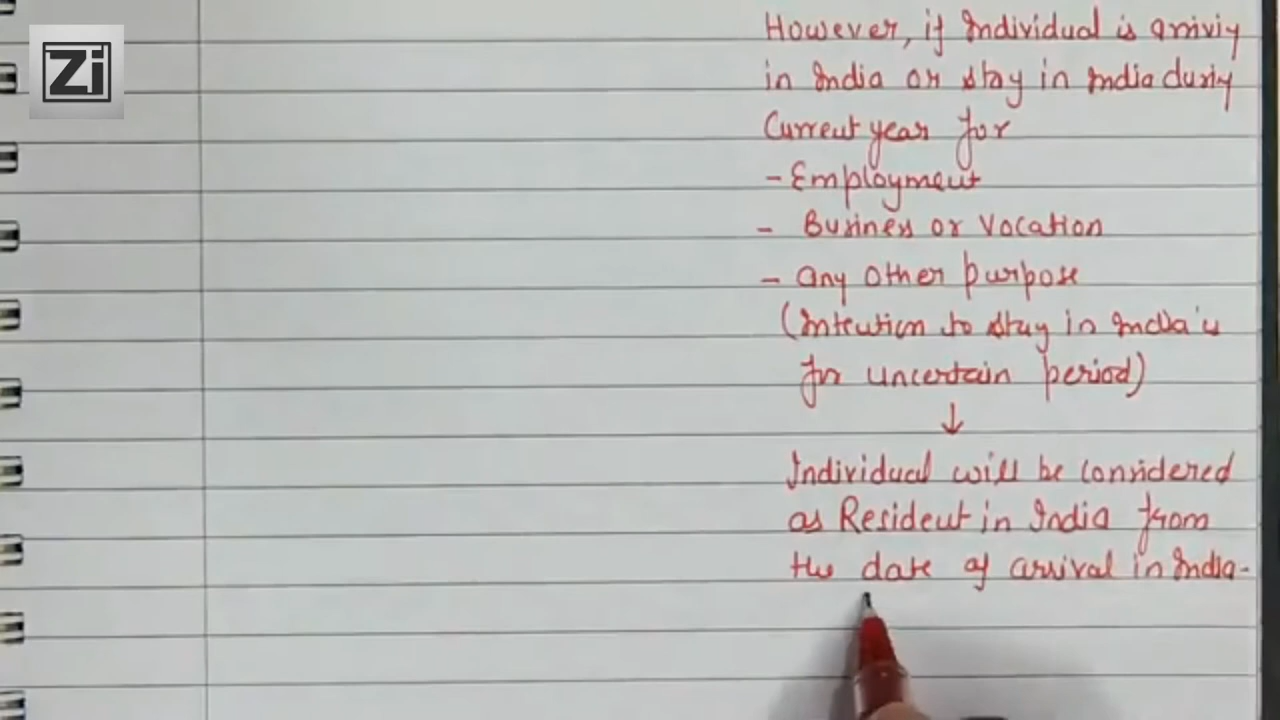 Zi
However, if Individual is arriving
in India or stay in India during
Current year for
- Employment
- Business or Vocation
- any other purpose
(Intention to stay in India is
for uncertain period)
↓
Individual will be considered
as Resident in India from
the date of arrival in India.